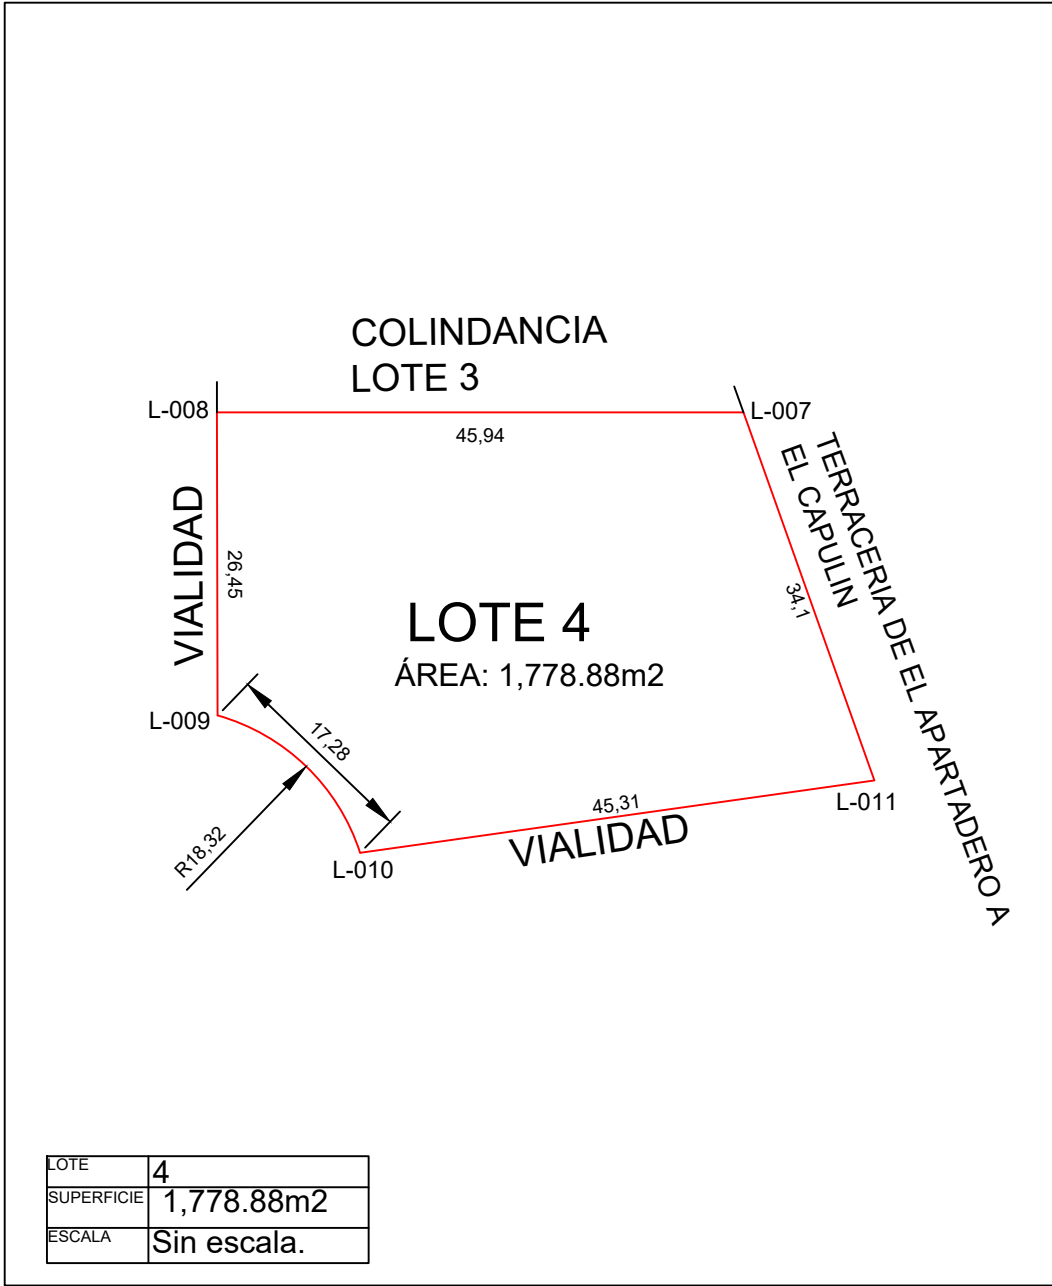 COLINDANCIA
LOTE 3
L-008
L-007
45,94
TERRACERIA DE EL APARTADERO A
EL CAPULIN
VIALIDAD
26,45
34,1
LOTE 4
ÁREA: 1,778.88m2
L-009
17,28
R18,32
45,31
L-011
VIALIDAD
L-010
LOTE 4
SUPERFICIE 1,778.88m2
ESCALA Sin escala.